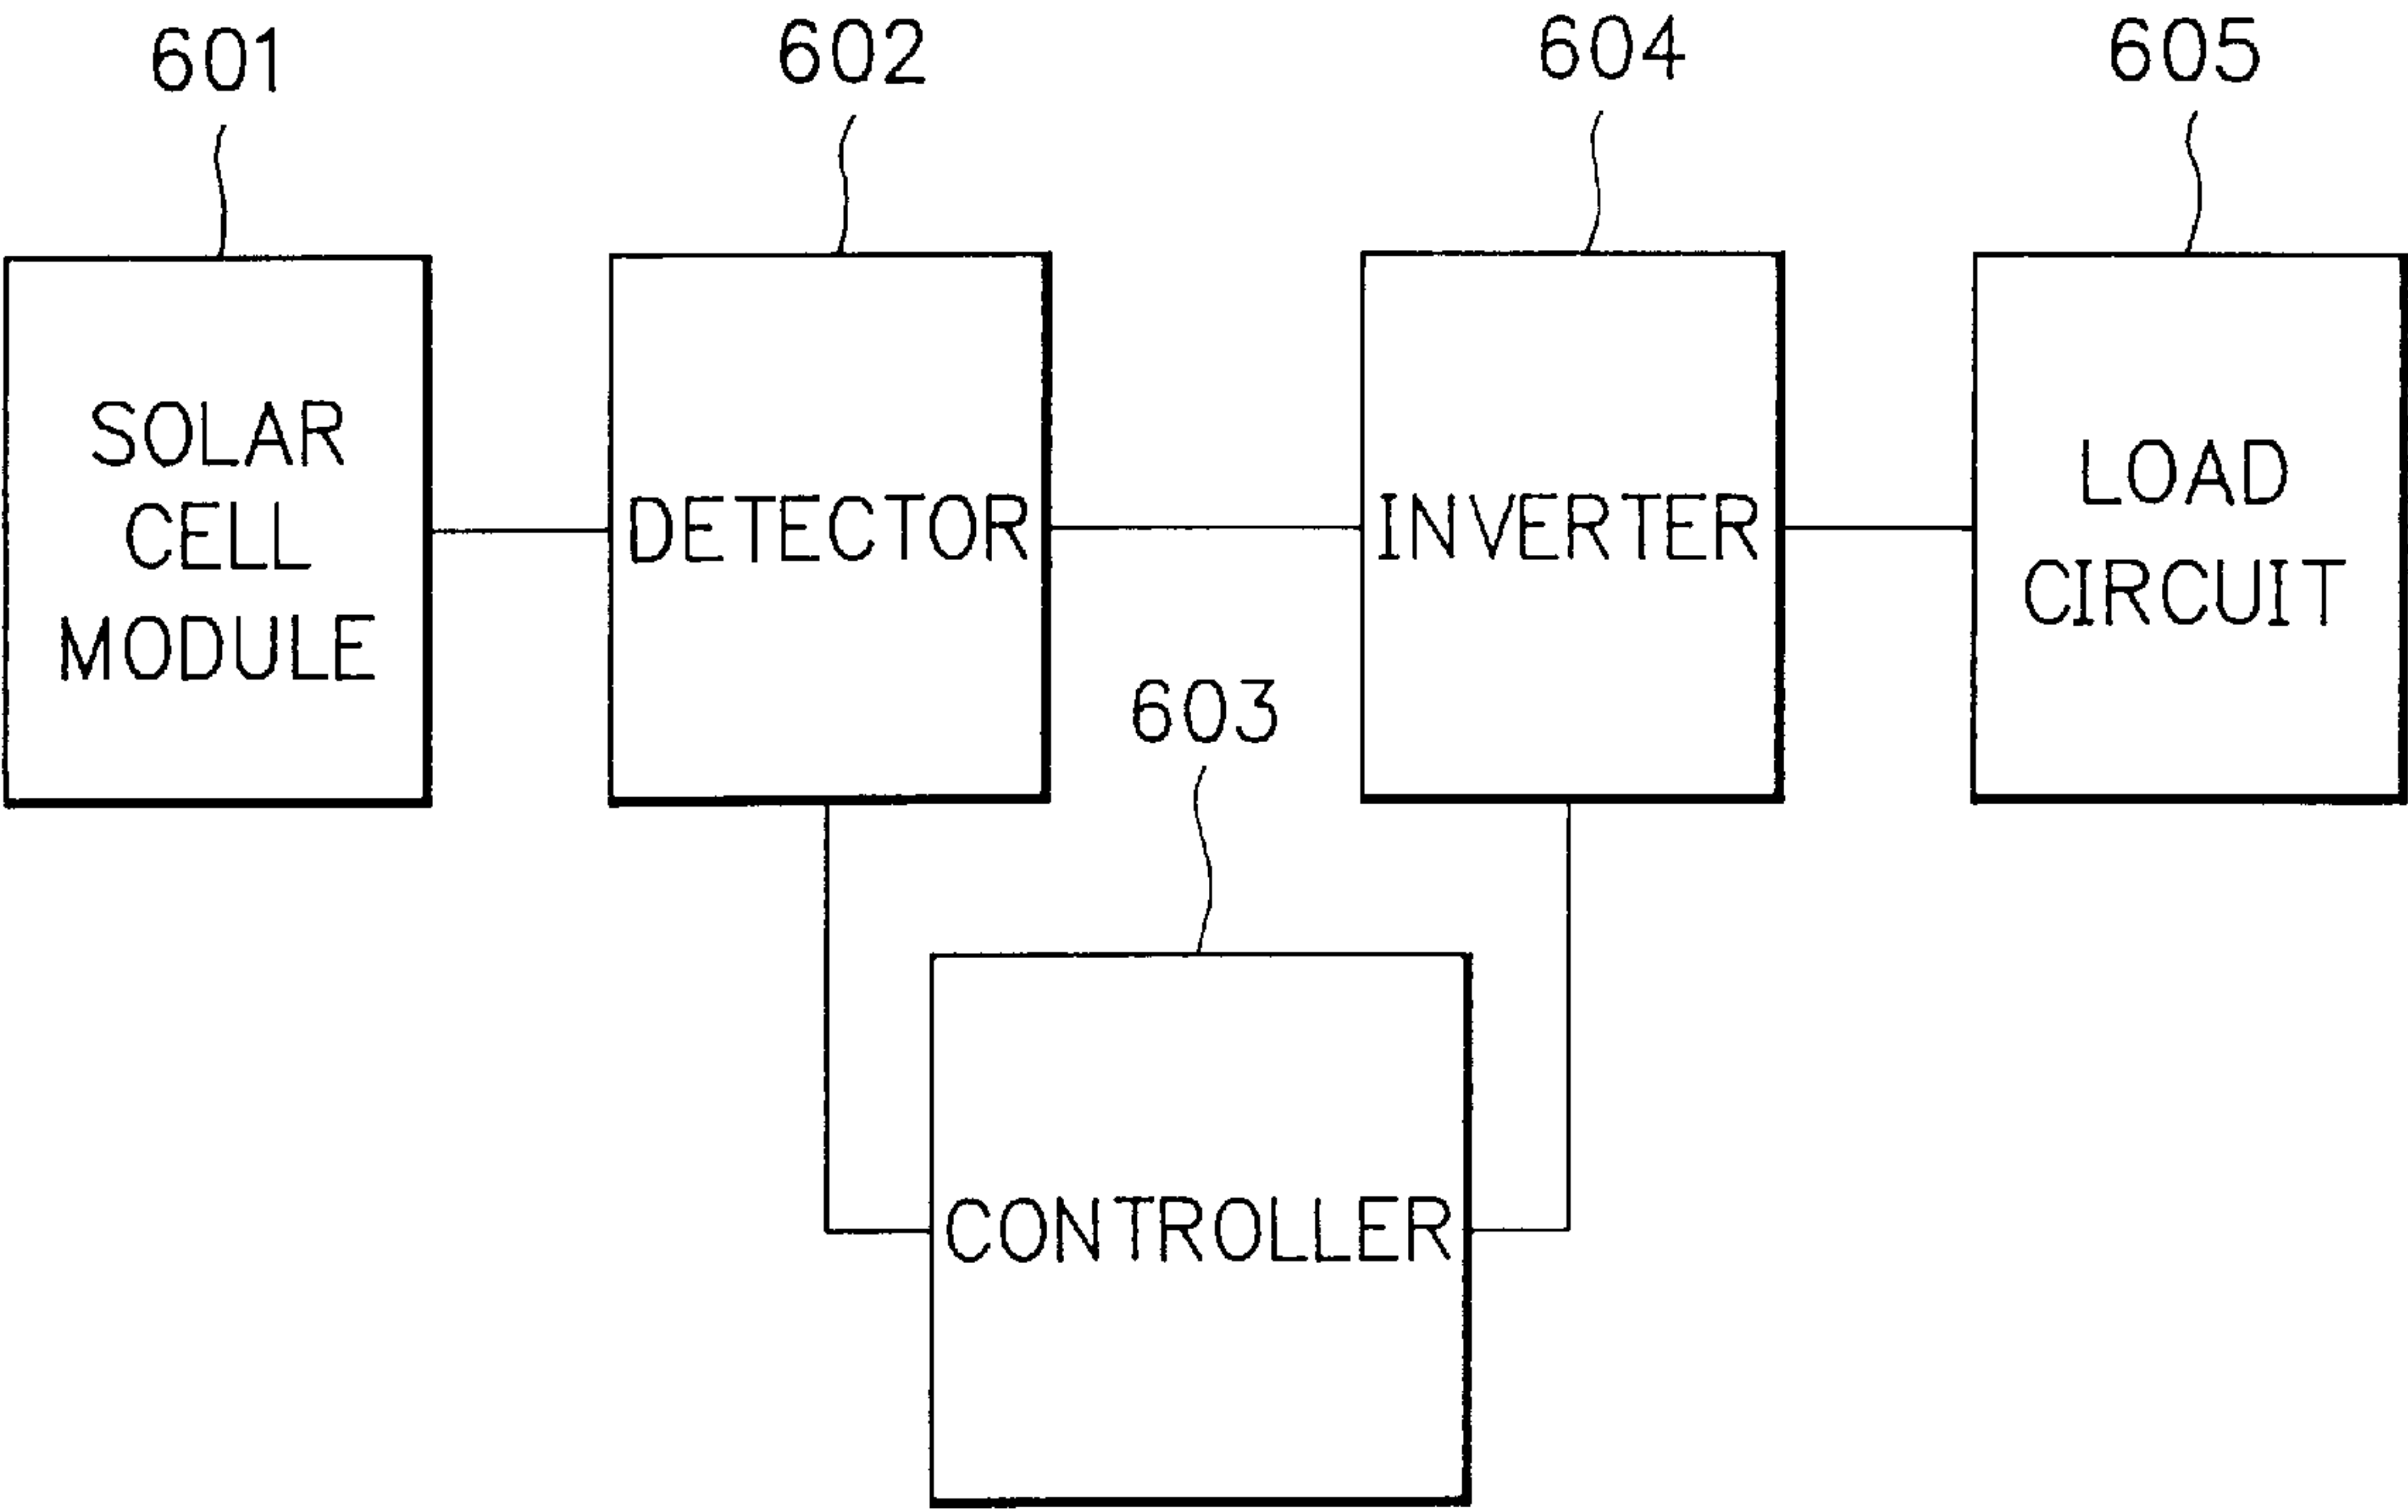 601
602
604
605
SOLAR
CELL
MODULE
DETECTOR
INVERTER
LOAD
CIRCUIT
603
CONTROLLER